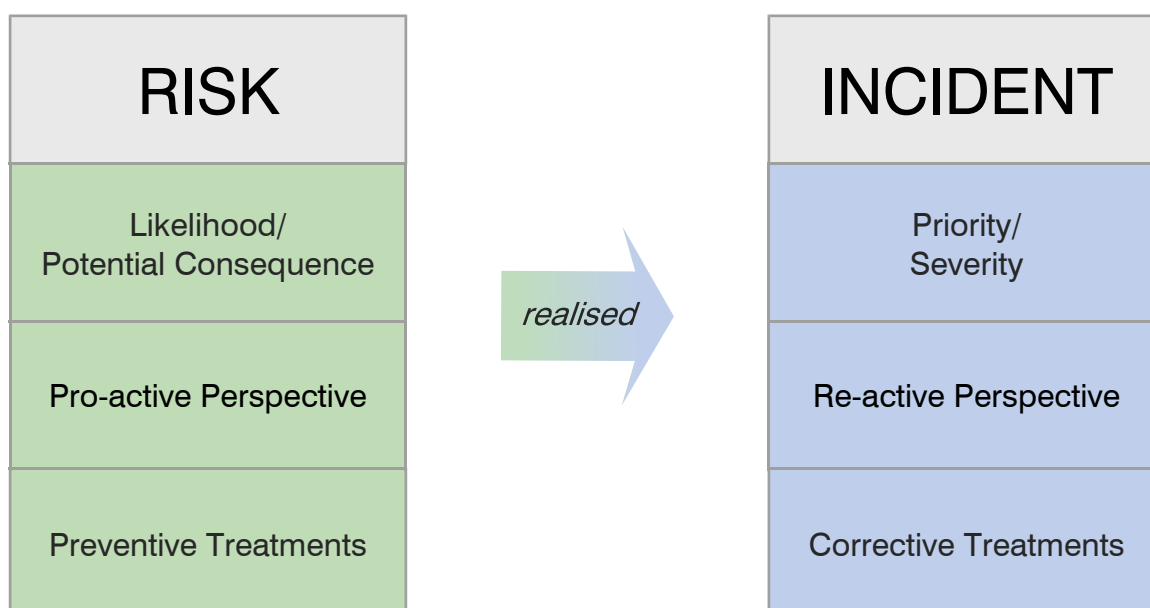 RISK
Likelihood/
Potential Consequence
Pro-active Perspective
Preventive Treatments
realised
INCIDENT
Priority/
Severity
Re-active Perspective
Corrective Treatments